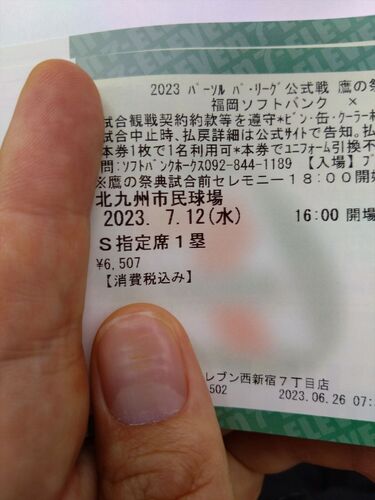 2023 パーソル パ・リーグ公式戦 鷹の祭
福岡ソフトバンク ×
試合観戦契約約款等を遵守*ビン・缶・クーラー
試合中止時、払戻詳細は公式サイトで告知。払
本券1枚で1名利用可*本券でユニフォーム引換不
問:ソフトバンクホークス092-844-1189 【入場】ブ
※鷹の祭典試合前セレモニー18:00開始
北九州市民球場
2023. 7.12(水) 16:00 開場
S指定席1塁
¥6,507
【消費税込み】
レブン西新宿7丁目店
502 2023.06.26 07: